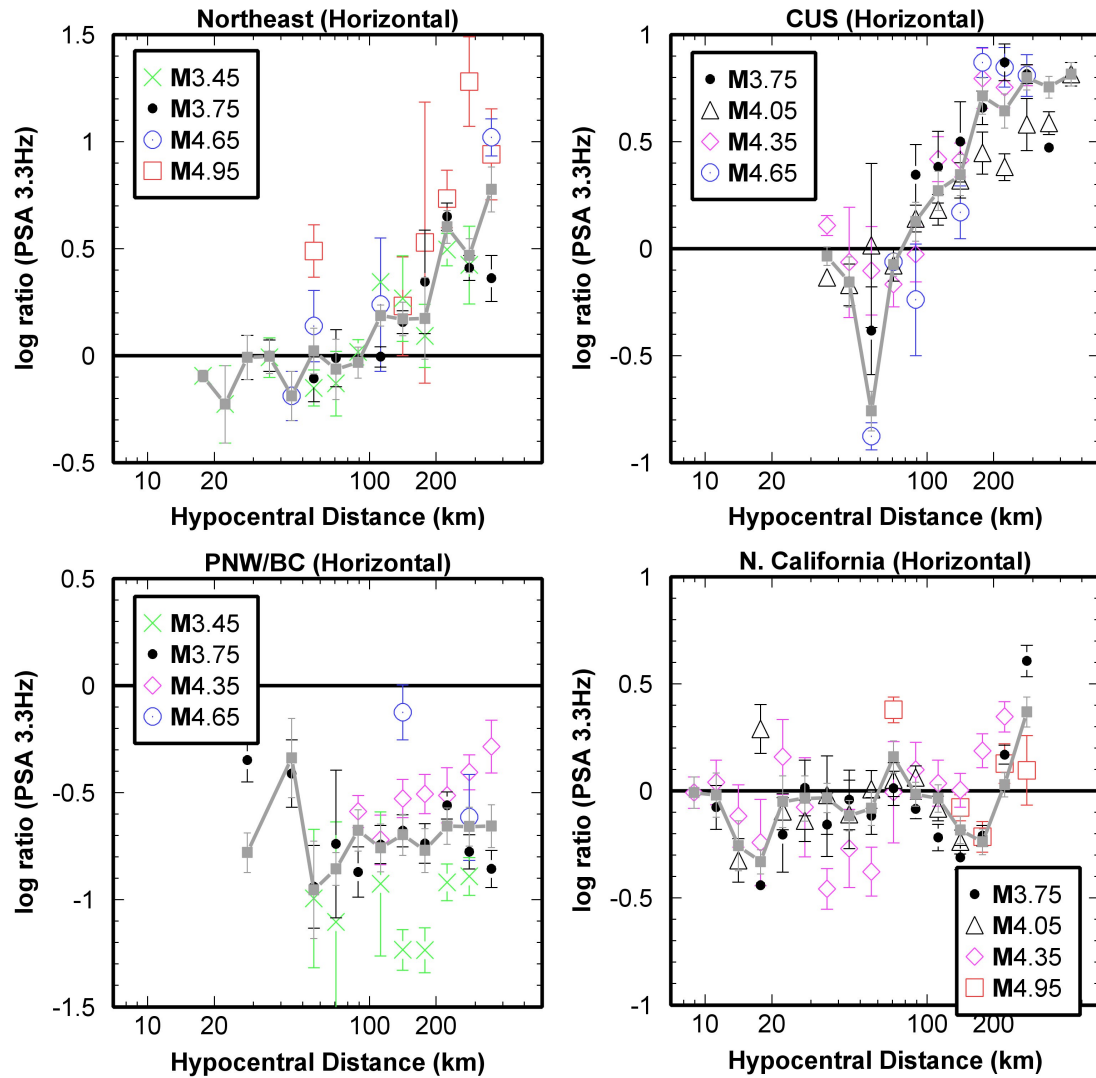 Northeast (Horizontal)
1.5
1
0.5
0
-0.5
log ratio (PSA 3.3Hz)
M3.45
M3.75
M4.65
M4.95
10 20 100 200
Hypocentral Distance (km)
CUS (Horizontal)
1
0.5
0
-0.5
-1
log ratio (PSA 3.3Hz)
M3.75
M4.05
M4.35
M4.65
10 20 100 200
Hypocentral Distance (km)
PNW/BC (Horizontal)
0.5
0
-0.5
-1
-1.5
log ratio (PSA 3.3Hz)
M3.45
M3.75
M4.35
M4.65
10 20 100 200
Hypocentral Distance (km)
N. California (Horizontal)
1
0.5
0
-0.5
-1
log ratio (PSA 3.3Hz)
M3.75
M4.05
M4.35
M4.95
10 20 100 200
Hypocentral Distance (km)